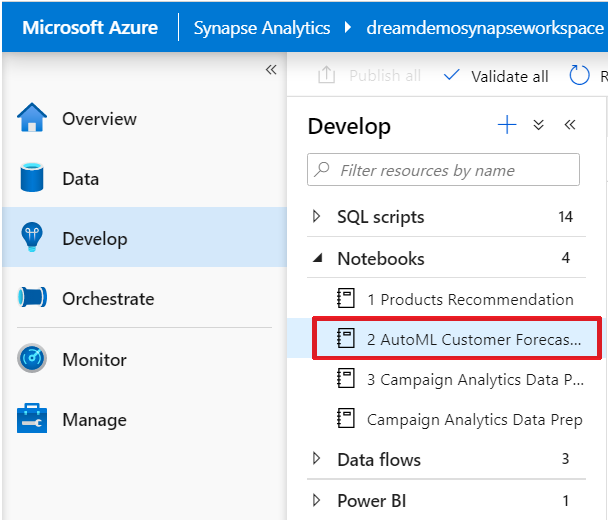 Microsoft Azure Synapse Analytics dreamdemosynapseworkspace
Publish all Validate all R
Overview
Data
Develop
Orchestrate
Monitor
Manage
Develop
Filter resources by name
SQL scripts 14
Notebooks 4
1 Products Recommendation
2 AutoML Customer Forecas...
3 Campaign Analytics Data P...
Campaign Analytics Data Prep
Data flows 3
Power BI 1